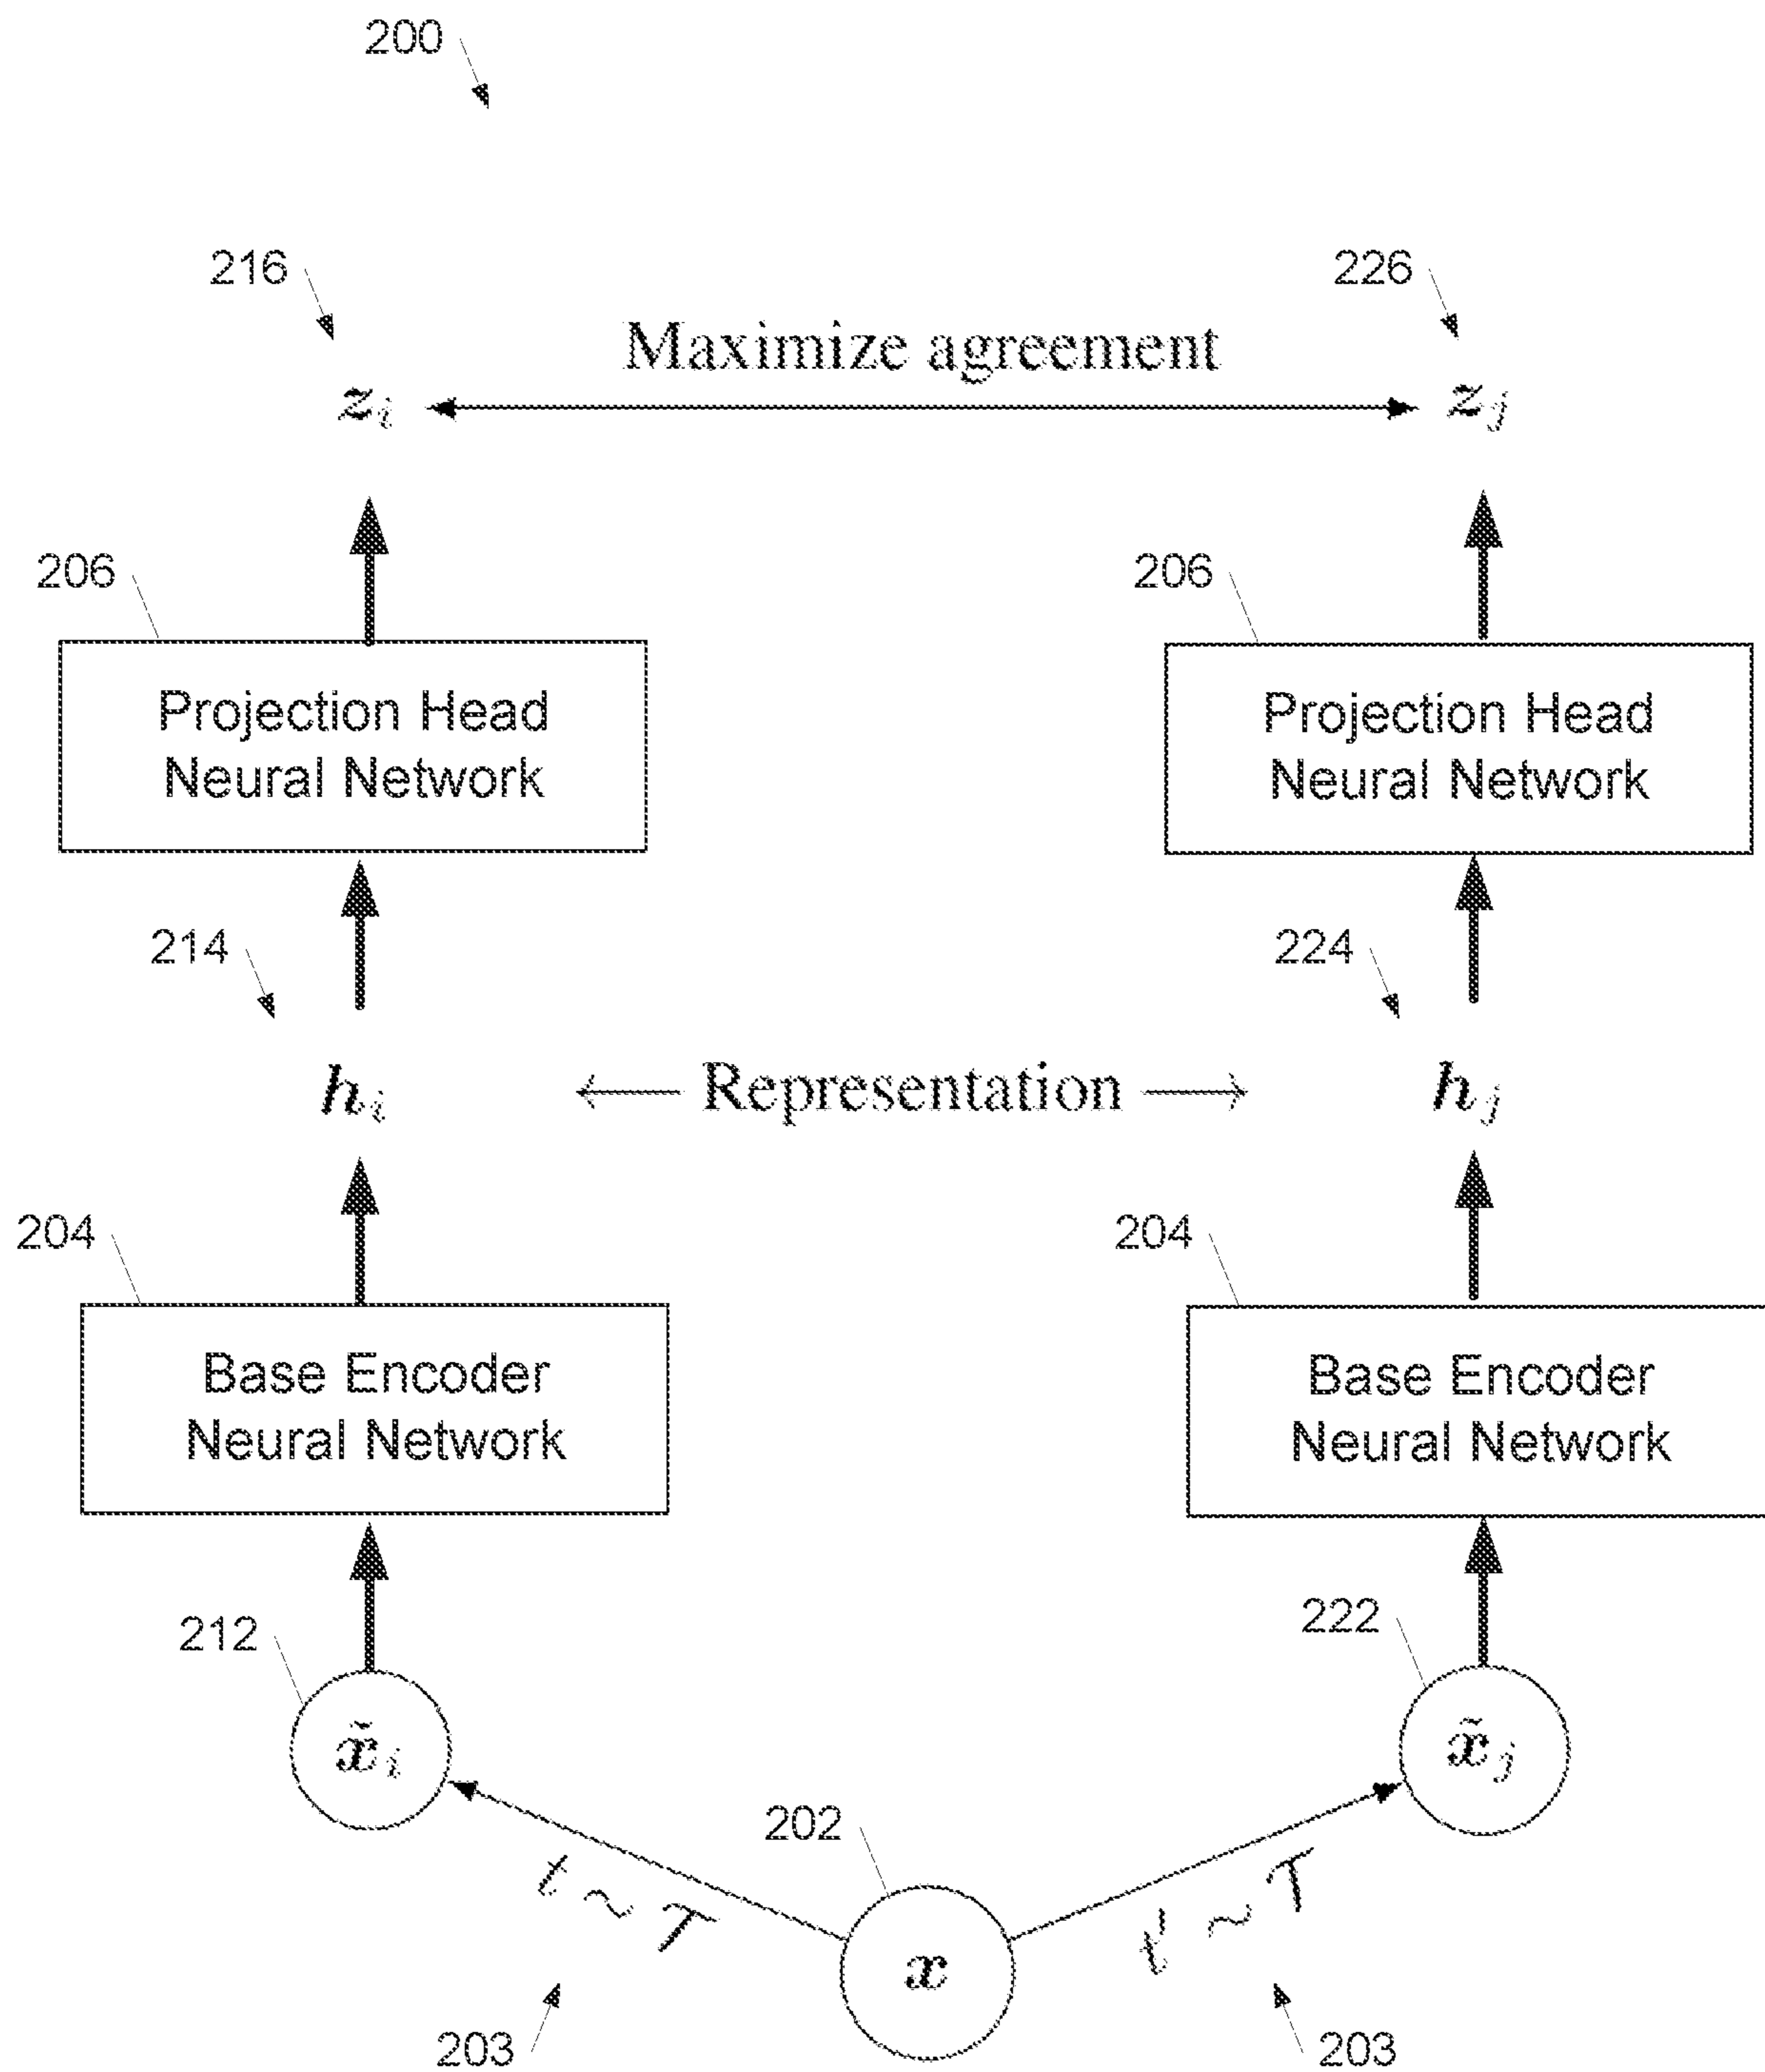 200
216
226
Maximize agreement
z_i
z_j
206
206
Projection Head
Neural Network
Projection Head
Neural Network
214
224
h_i
← Representation →
h_j
204
204
Base Encoder
Neural Network
Base Encoder
Neural Network
212
222
x̃_i
x̃_j
202
t ~ 𝒯
t' ~ 𝒯
x
203
203